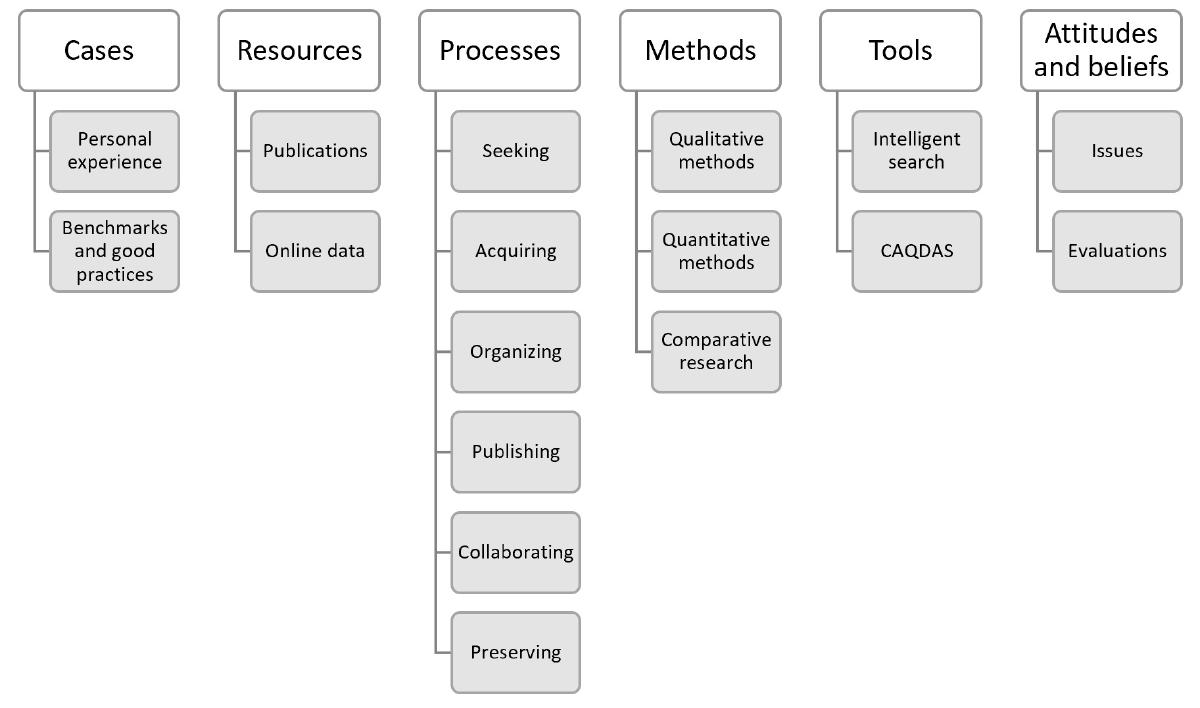 Cases
Personal
experience
Benchmarks
and good
practices
Resources
Publications
Online data
Processes
Seeking
Acquiring
Organizing
Publishing
Collaborating
Preserving
Methods
Qualitative
methods
Quantitative
methods
Comparative
research
Tools
Intelligent
search
CAQDAS
Attitudes
and beliefs
Issues
Evaluations